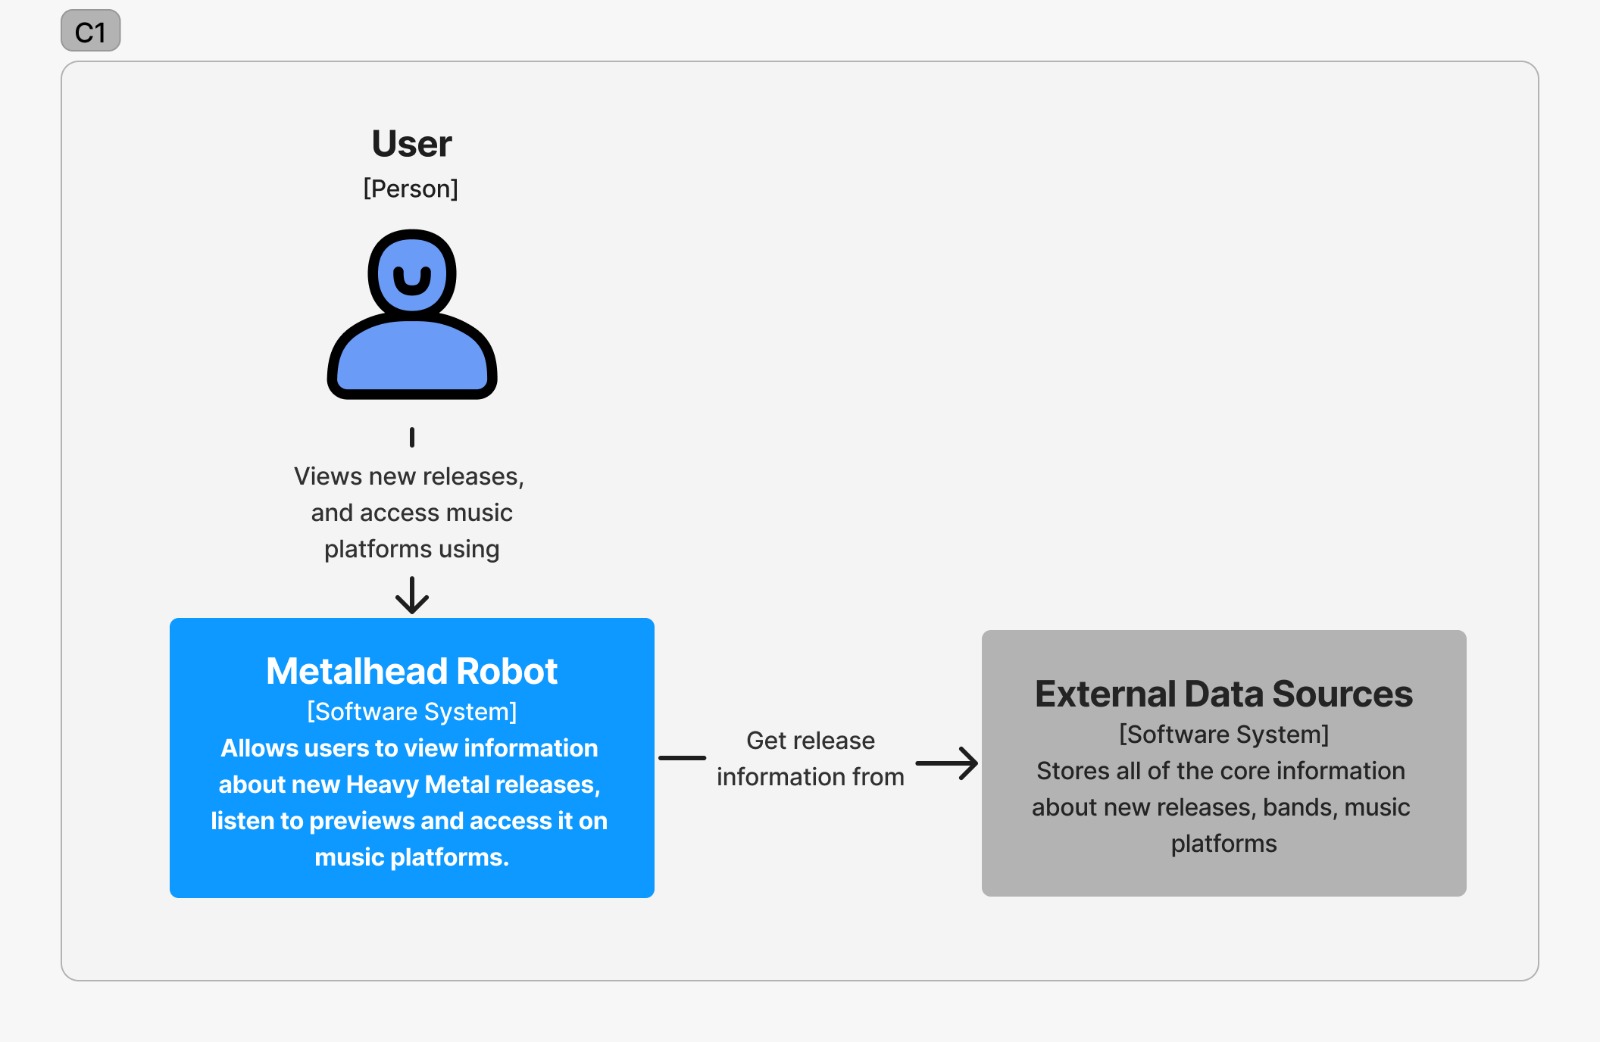 C1
User
[Person]
Views new releases,
and access music
platforms using
Metalhead Robot
[Software System]
Allows users to view information
about new Heavy Metal releases,
listen to previews and access it on
music platforms.
Get release
information from
External Data Sources
[Software System]
Stores all of the core information
about new releases, bands, music
platforms